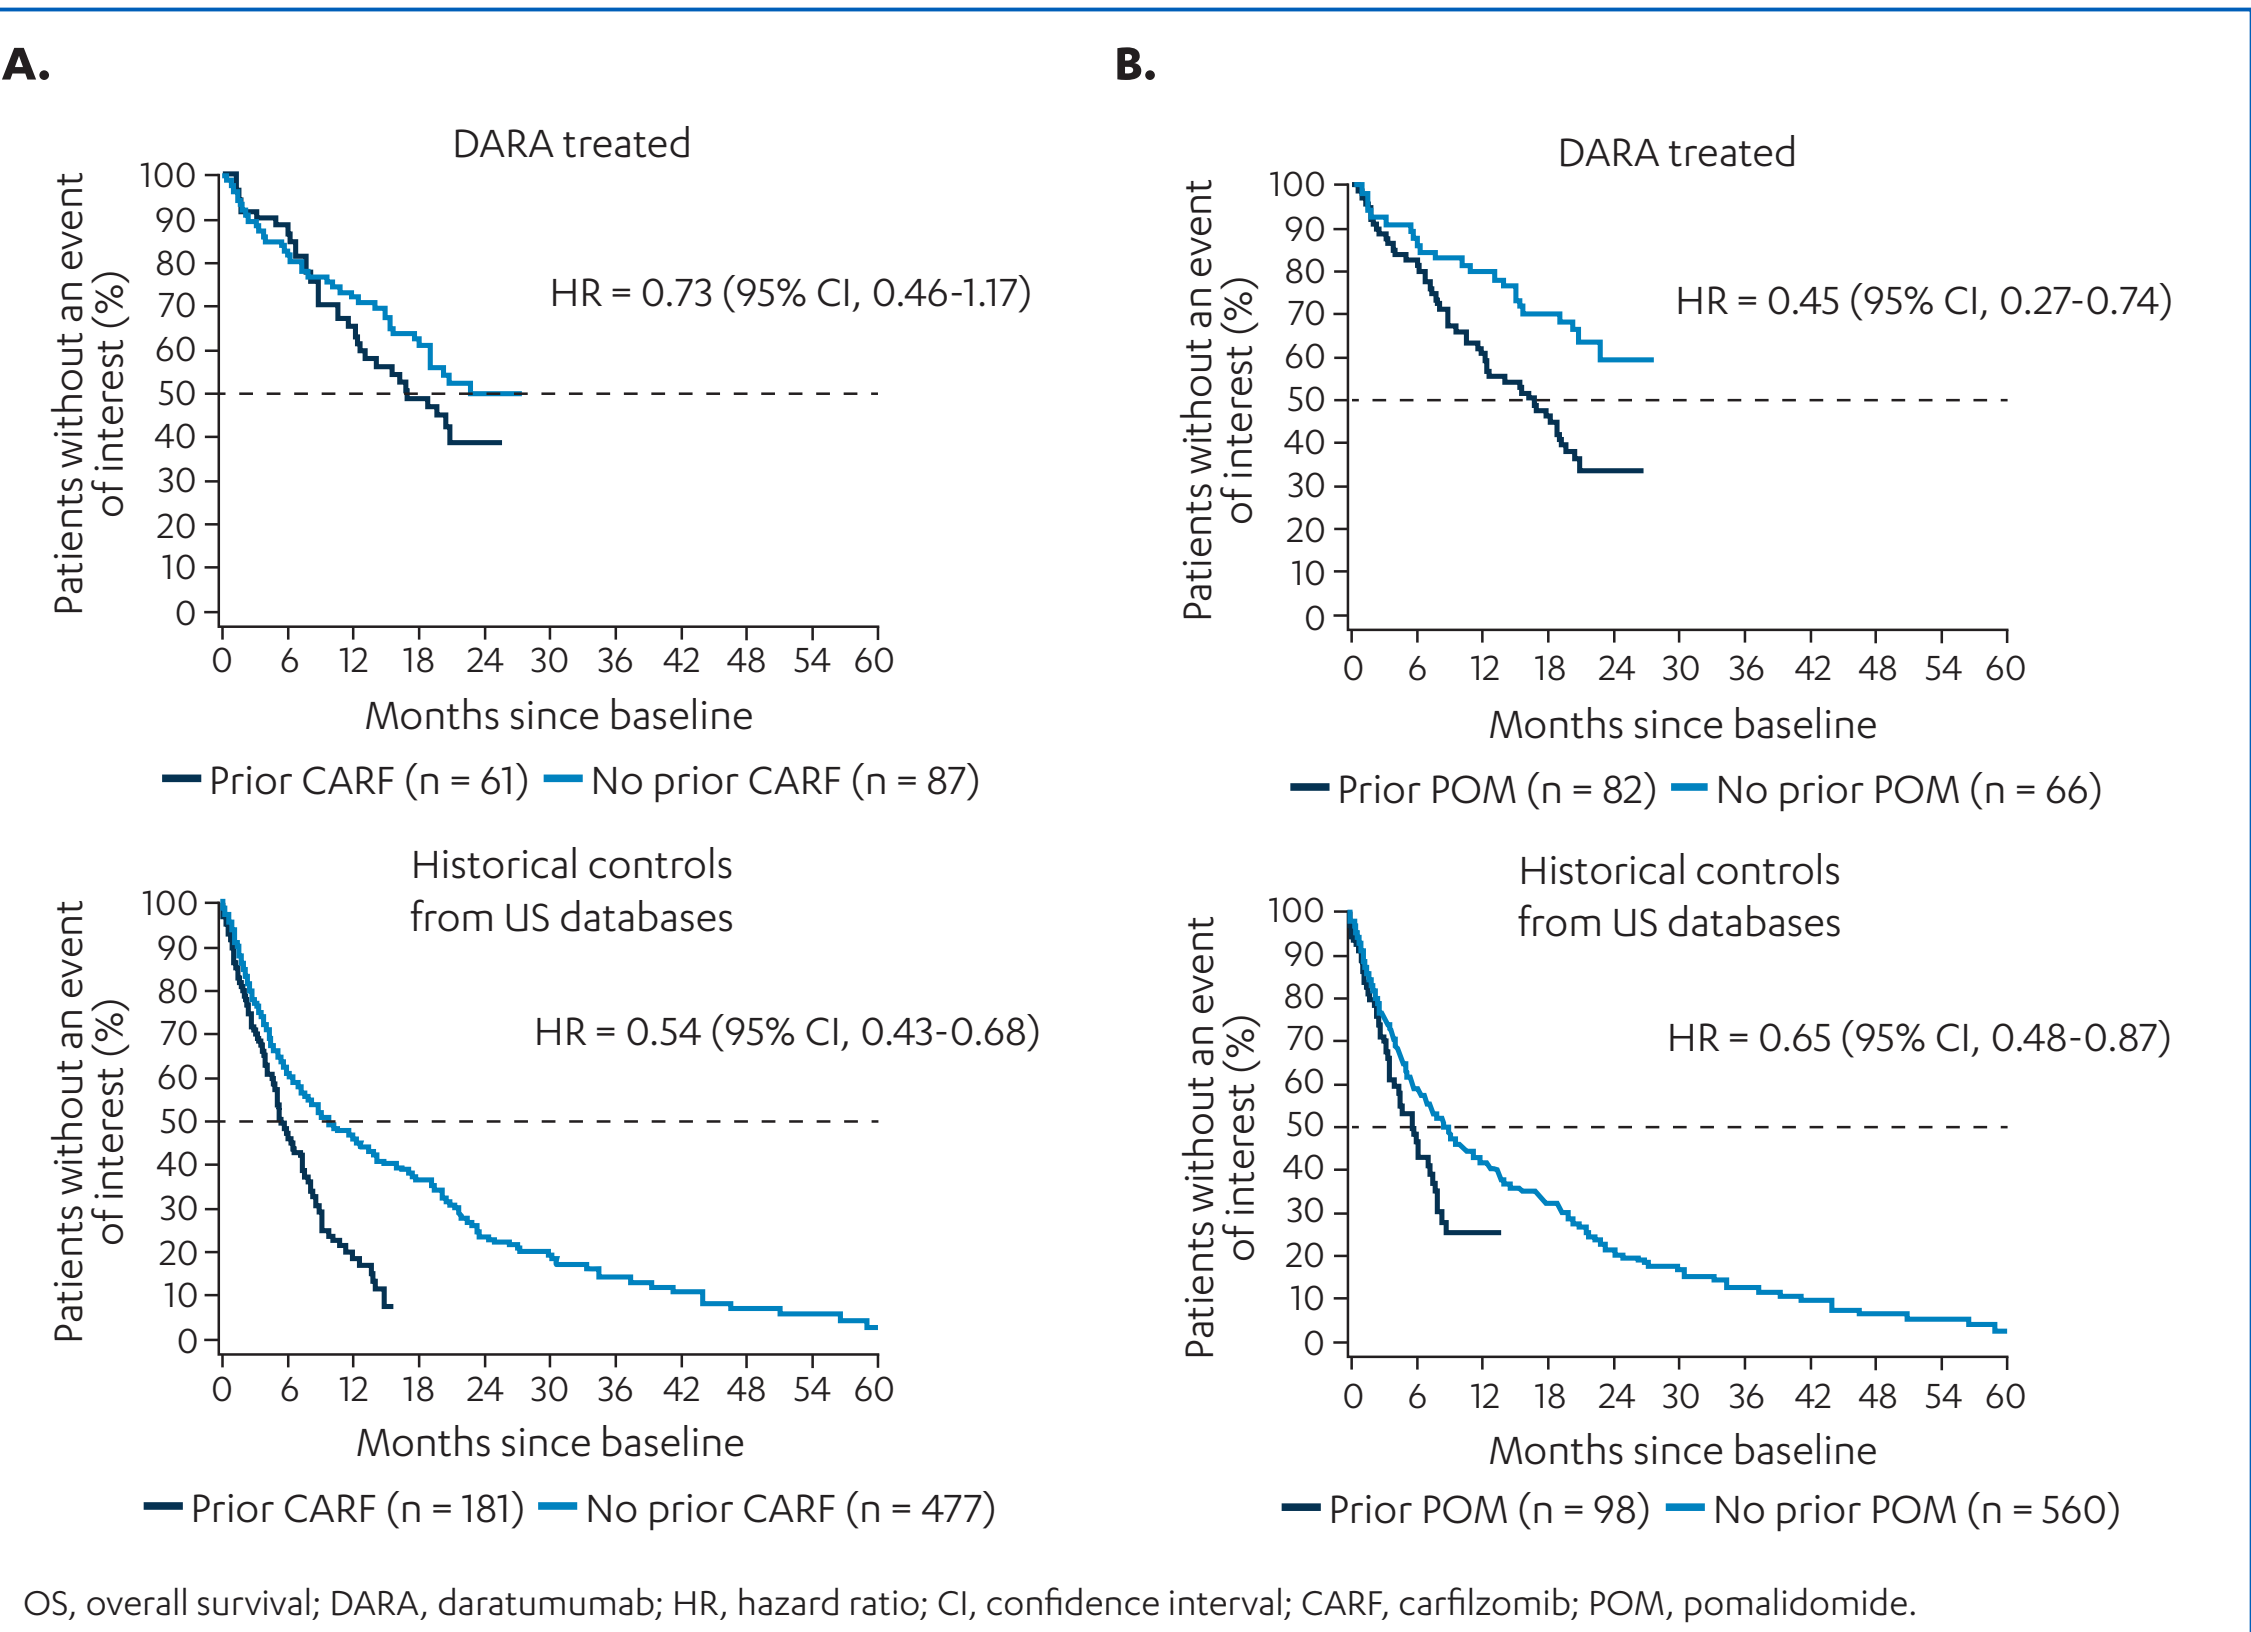 A.
DARA treated
Patients without an event
of interest (%)
100
90
80
70
60
50
40
30
20
10
0
HR = 0.73 (95% CI, 0.46-1.17)
0 6 12 18 24 30 36 42 48 54 60
Months since baseline
Prior CARF (n = 61) No prior CARF (n = 87)
Historical controls
from US databases
Patients without an event
of interest (%)
100
90
80
70
60
50
40
30
20
10
0
HR = 0.54 (95% CI, 0.43-0.68)
0 6 12 18 24 30 36 42 48 54 60
Months since baseline
Prior CARF (n = 181) No prior CARF (n = 477)
B.
DARA treated
Patients without an event
of interest (%)
100
90
80
70
60
50
40
30
20
10
0
HR = 0.45 (95% CI, 0.27-0.74)
0 6 12 18 24 30 36 42 48 54 60
Months since baseline
Prior POM (n = 82) No prior POM (n = 66)
Historical controls
from US databases
Patients without an event
of interest (%)
100
90
80
70
60
50
40
30
20
10
0
HR = 0.65 (95% CI, 0.48-0.87)
0 6 12 18 24 30 36 42 48 54 60
Months since baseline
Prior POM (n = 98) No prior POM (n = 560)
OS, overall survival; DARA, daratumumab; HR, hazard ratio; CI, confidence interval; CARF, carfilzomib; POM, pomalidomide.